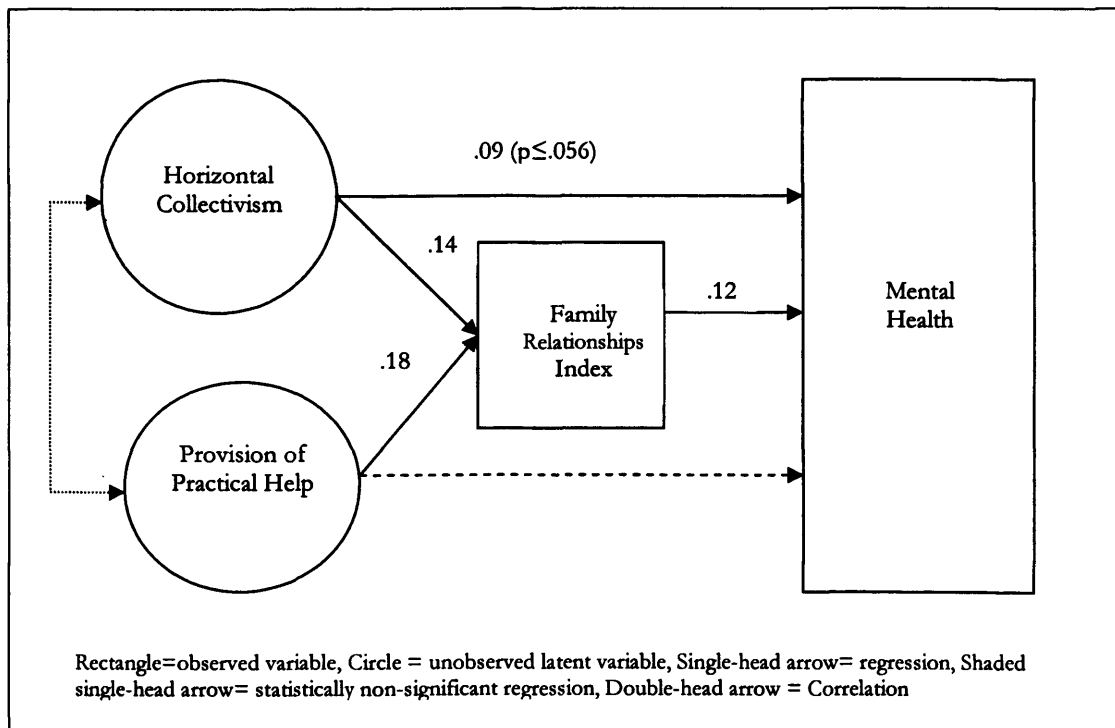 Horizontal
Collectivism
.09 (p≤.056)
.14
Family
Relationships
Index
.12
Mental
Health
.18
Provision of
Practical Help
Rectangle=observed variable, Circle = unobserved latent variable, Single-head arrow= regression, Shaded
single-head arrow= statistically non-significant regression, Double-head arrow = Correlation